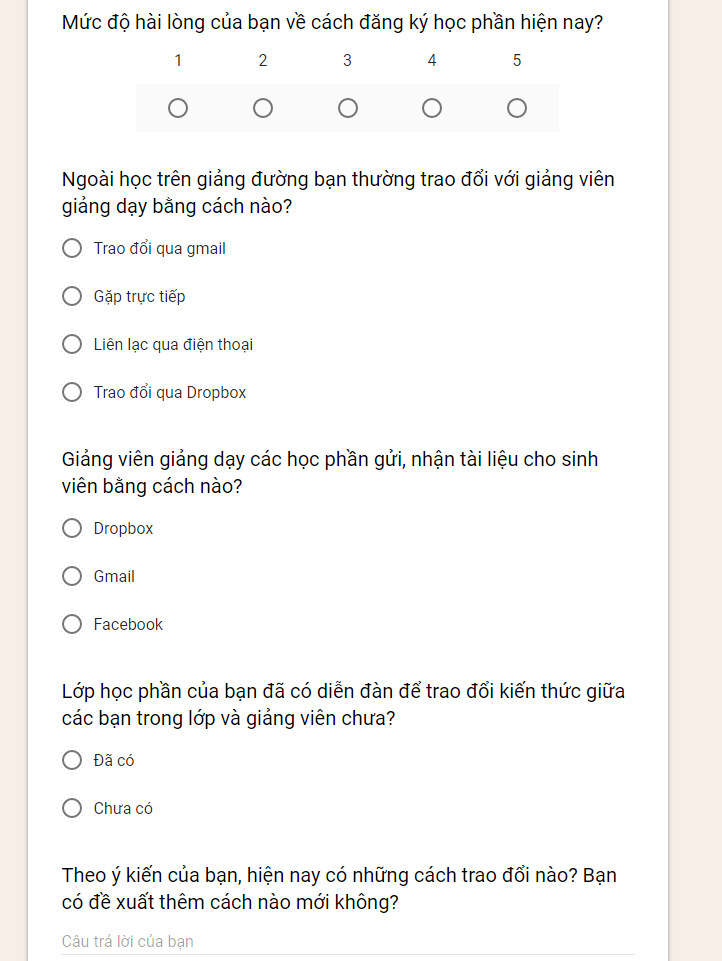 Mức độ hài lòng của bạn về cách đăng ký học phần hiện nay?
1 2 3 4 5
Ngoài học trên giảng đường bạn thường trao đổi với giảng viên
giảng dạy bằng cách nào?
Trao đổi qua gmail
Gặp trực tiếp
Liên lạc qua điện thoại
Trao đổi qua Dropbox
Giảng viên giảng dạy các học phần gửi, nhận tài liệu cho sinh
viên bằng cách nào?
Dropbox
Gmail
Facebook
Lớp học phần của bạn đã có diễn đàn để trao đổi kiến thức giữa
các bạn trong lớp và giảng viên chưa?
Đã có
Chưa có
Theo ý kiến của bạn, hiện nay có những cách trao đổi nào? Bạn
có đề xuất thêm cách nào mới không?
Câu trả lời của bạn